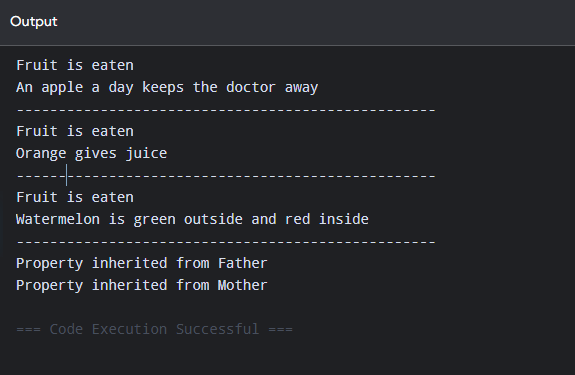 Output
Fruit is eaten
An apple a day keeps the doctor away
--------------------------------------------------
Fruit is eaten
Orange gives juice
--------------------------------------------------
Fruit is eaten
Watermelon is green outside and red inside
--------------------------------------------------
Property inherited from Father
Property inherited from Mother
=== Code Execution Successful ===